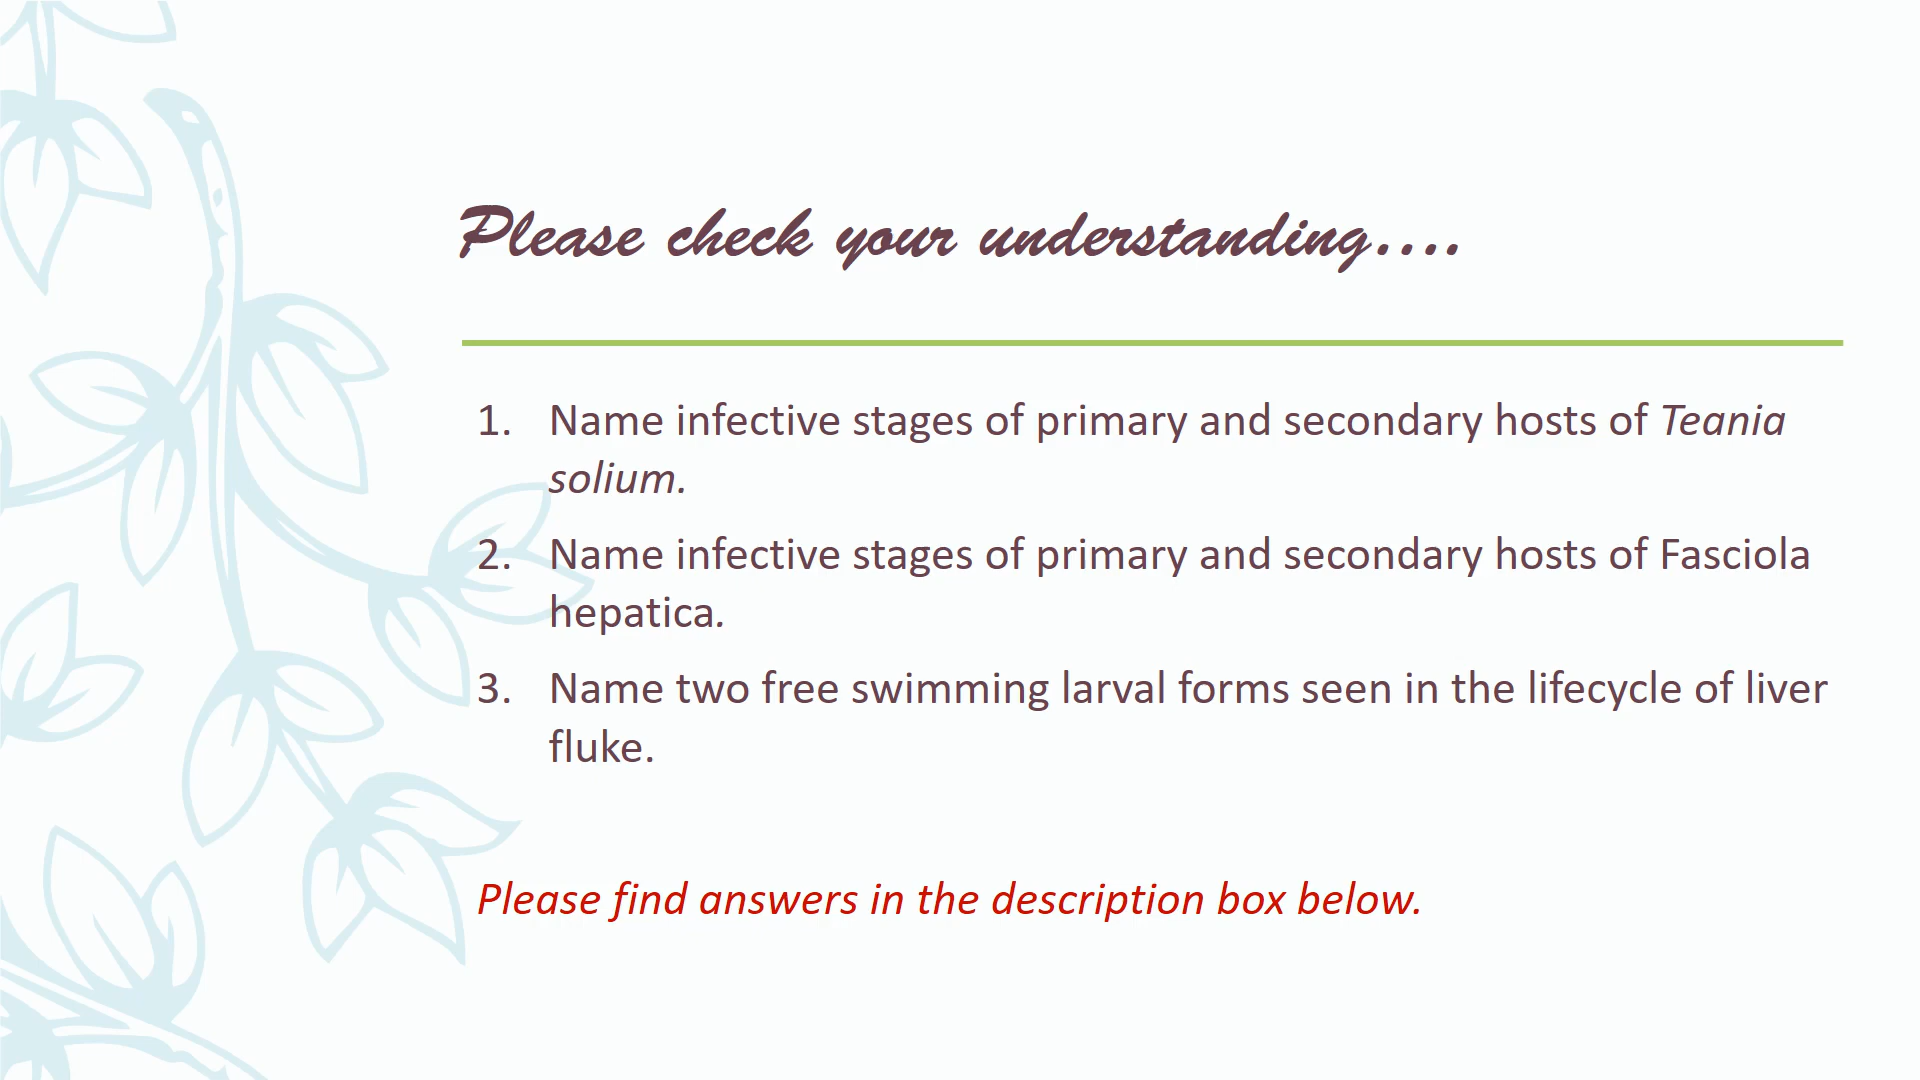 Please check your understanding....
1. Name infective stages of primary and secondary hosts of Teania
solium.
2. Name infective stages of primary and secondary hosts of Fasciola
hepatica.
3. Name two free swimming larval forms seen in the lifecycle of liver
fluke.
Please find answers in the description box below.